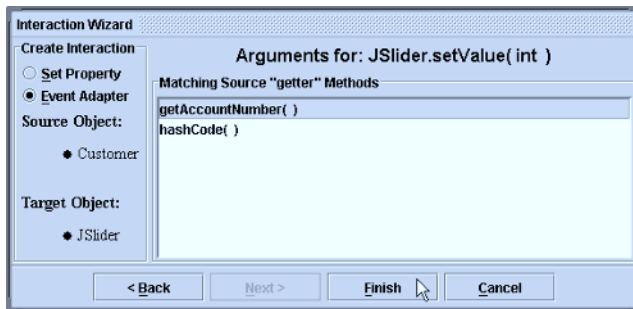 Interaction Wizard
Create Interaction
Set Property
Event Adapter
Source Object:
Customer
Target Object:
JSlider
Arguments for: JSlider.setValue( int )
Matching Source "getter" Methods
getAccountNumber( )
hashCode( )
< Back
Next >
Finish
Cancel